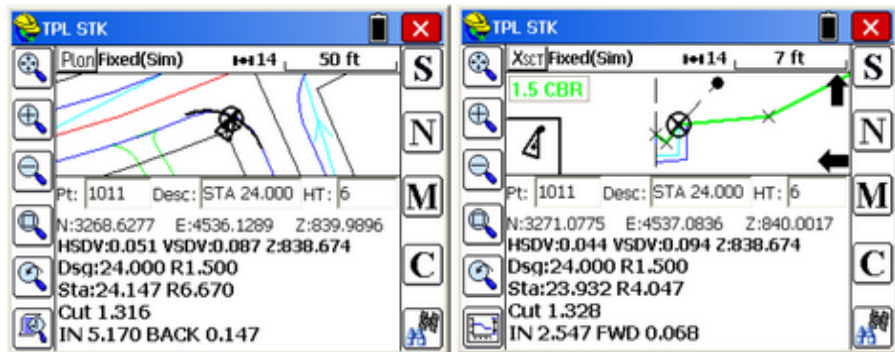 TPL STK
Plan Fixed(Sim) 14 50 ft
S
N
Pt: 1011 Desc: STA 24.000 HT: 6
M
N:3268.6277 E:4536.1289 Z:839.9896
HSDV:0.051 VSDV:0.087 Z:838.674
Dsg:24.000 R1.500
C
Sta:24.147 R6.670
Cut 1.316
IN 5.170 BACK 0.147
TPL STK
XSCT Fixed(Sim) 14 7 ft
S
1.5 CBR
N
Pt: 1011 Desc: STA 24.000 HT: 6
M
N:3271.0775 E:4537.0836 Z:840.0017
HSDV:0.044 VSDV:0.094 Z:838.674
Dsg:24.000 R1.500
C
Sta:23.932 R4.047
Cut 1.328
IN 2.547 FWD 0.068